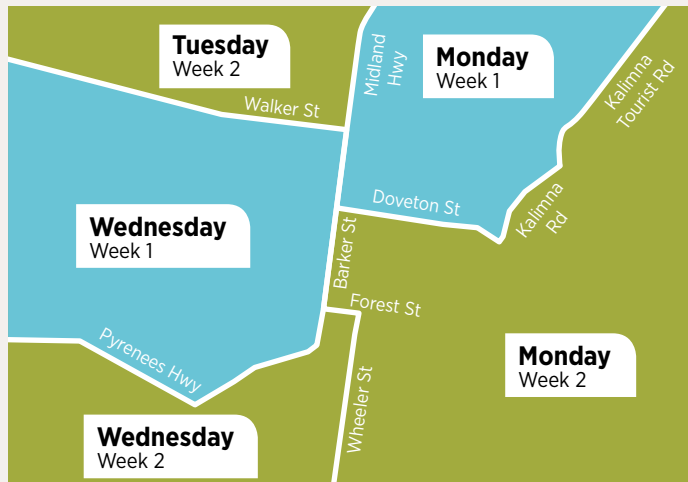 Tuesday
Week 2
Midland
Hwy
Monday
Week 1
Kalimna
Tourist Rd
Walker St
Doveton St
Kalimna
Rd
Wednesday
Week 1
Barker St
Forest St
Pyrenees Hwy
Wheeler St
Monday
Week 2
Wednesday
Week 2